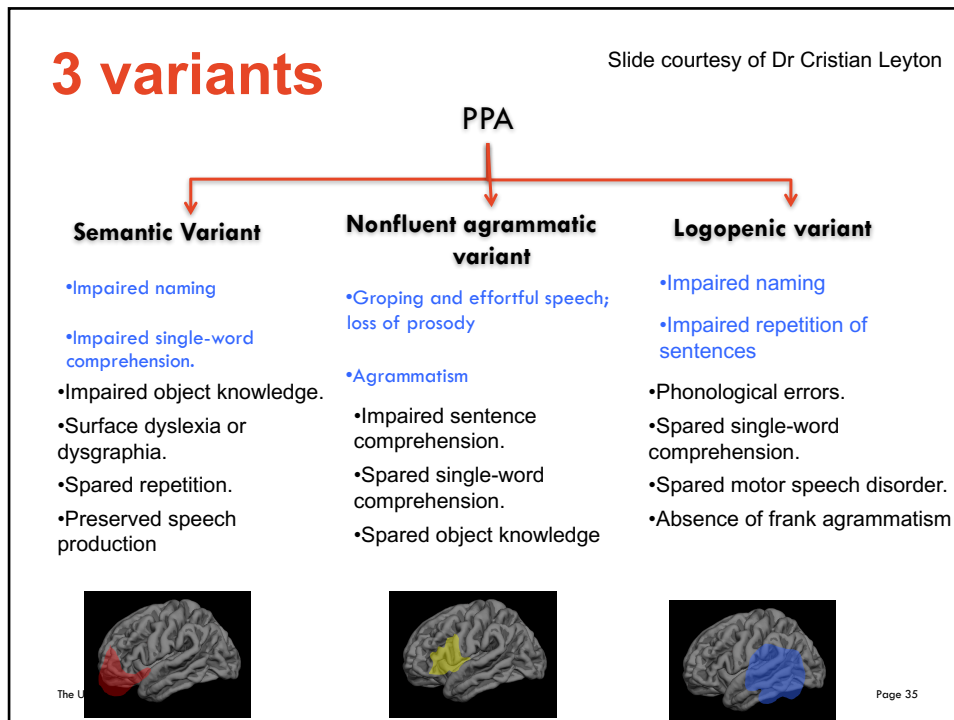 3 variants
Slide courtesy of Dr Cristian Leyton
PPA
Semantic Variant
•Impaired naming
•Impaired single-word
comprehension.
•Impaired object knowledge.
•Surface dyslexia or
dysgraphia.
•Spared repetition.
•Preserved speech
production
Nonfluent agrammatic
variant
•Groping and effortful speech;
loss of prosody
•Agrammatism
•Impaired sentence
comprehension.
•Spared single-word
comprehension.
•Spared object knowledge
Logopenic variant
•Impaired naming
•Impaired repetition of
sentences
•Phonological errors.
•Spared single-word
comprehension.
•Spared motor speech disorder.
•Absence of frank agrammatism
The U
Page 35